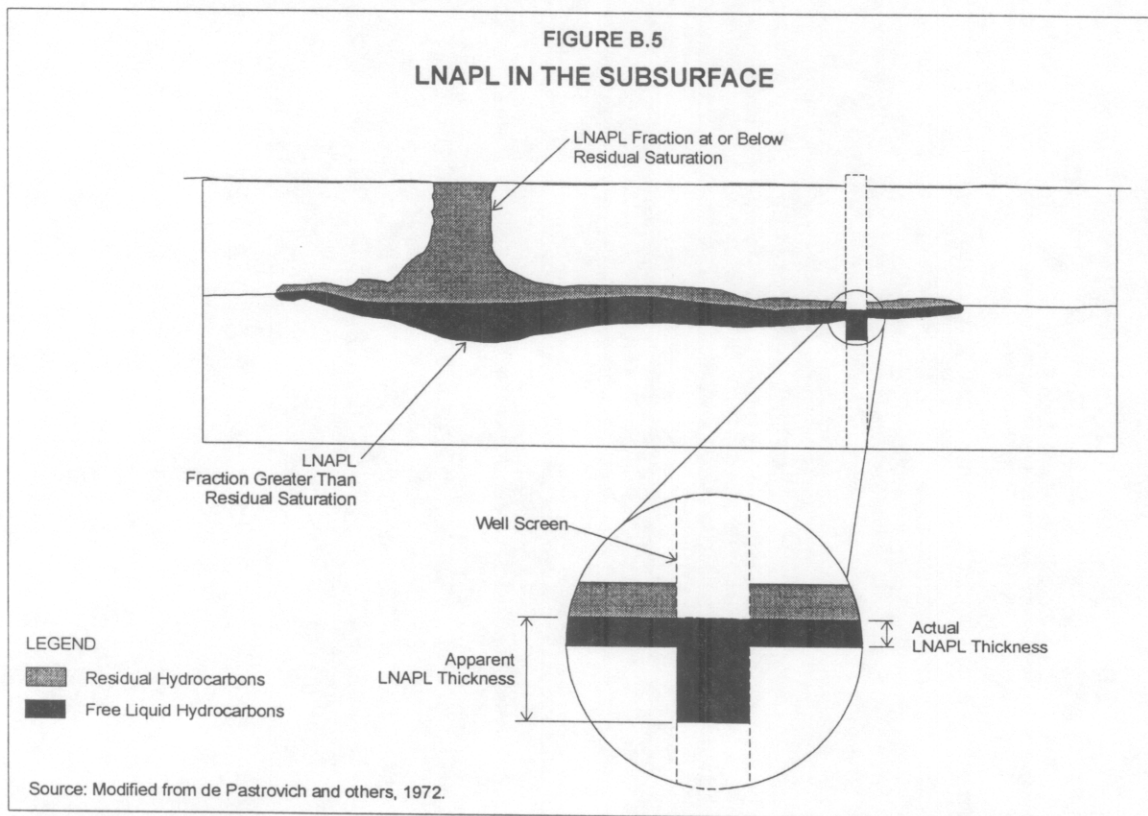 FIGURE B.5
LNAPL IN THE SUBSURFACE
LNAPL Fraction at or Below
Residual Saturation
LNAPL
Fraction Greater Than
Residual Saturation
Well Screen
Apparent
LNAPL Thickness
Actual
LNAPL Thickness
LEGEND
Residual Hydrocarbons
Free Liquid Hydrocarbons
Source: Modified from de Pastrovich and others, 1972.